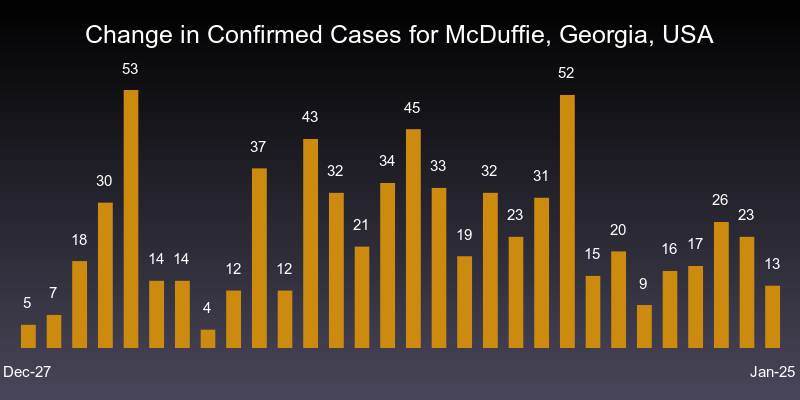 Change in Confirmed Cases for McDuffie, Georgia, USA
5 7 18 30 53 14 14 4 12 37 12 43 32 21 34 45 33 19 32 23 31 52 15 20 9 16 17 26 23 13
Dec-27 Jan-25